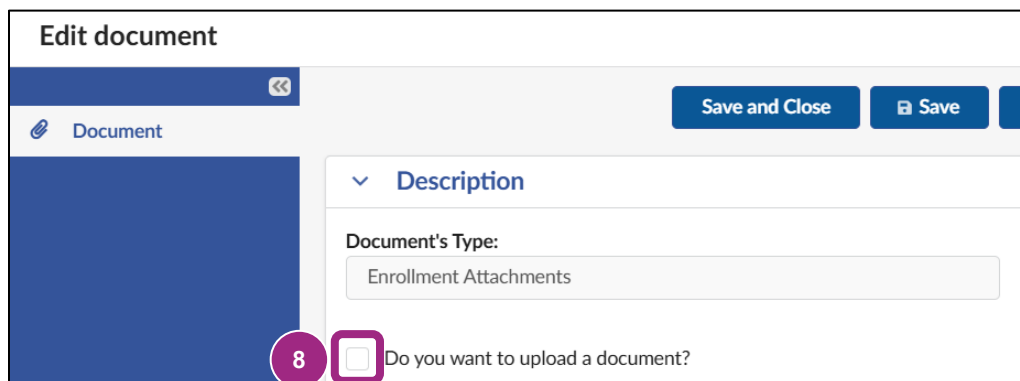 Edit document
Document
Save and Close
Save
Description
Document's Type:
Enrollment Attachments
8
Do you want to upload a document?